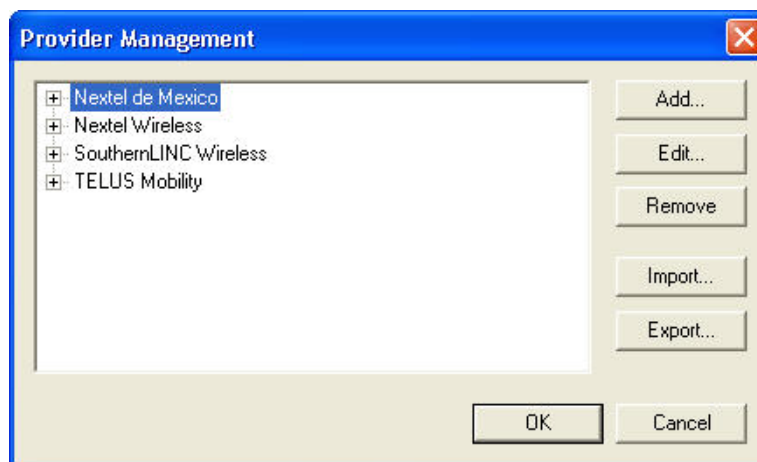 Provider Management
Nextel de Mexico
Nextel Wireless
SouthernLINC Wireless
TELUS Mobility
Add...
Edit...
Remove
Import...
Export...
OK
Cancel